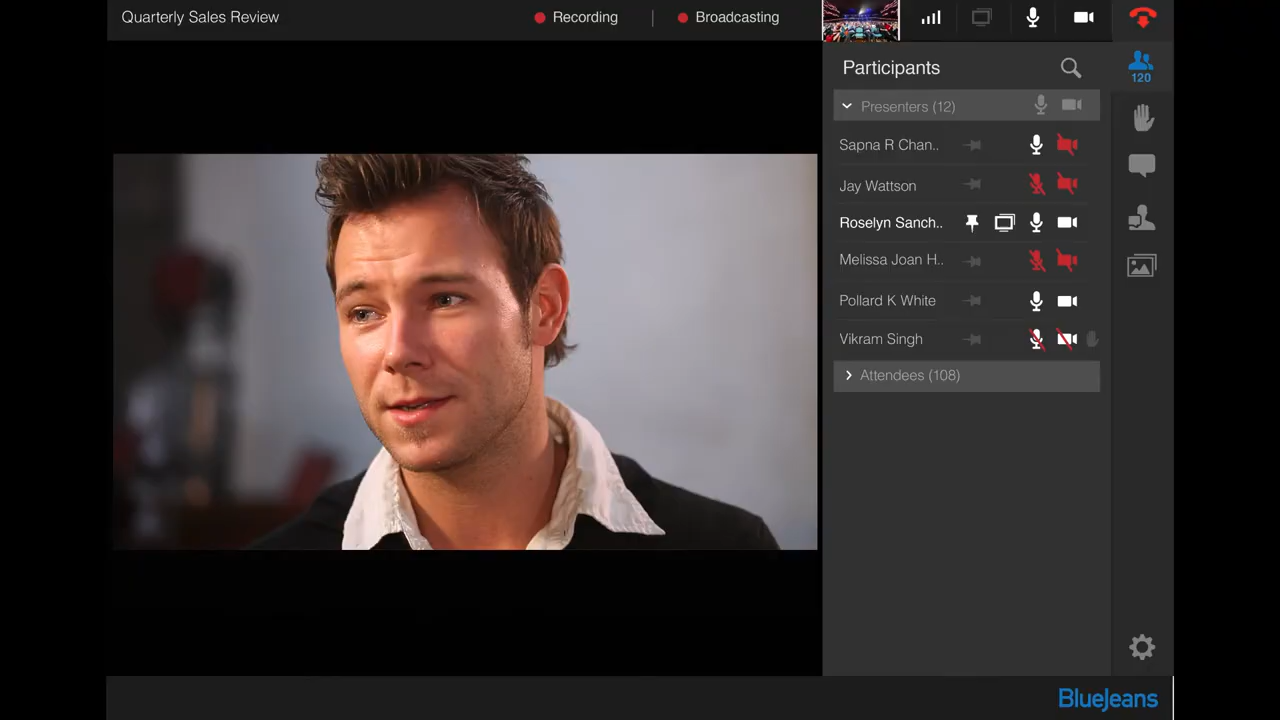 Quarterly Sales Review
Recording
Broadcasting
Participants
120
Presenters (12)
Sapna R Chan..
Jay Wattson
Roselyn Sanch..
Melissa Joan H..
Pollard K White
Vikram Singh
Attendees (108)
BlueJeans